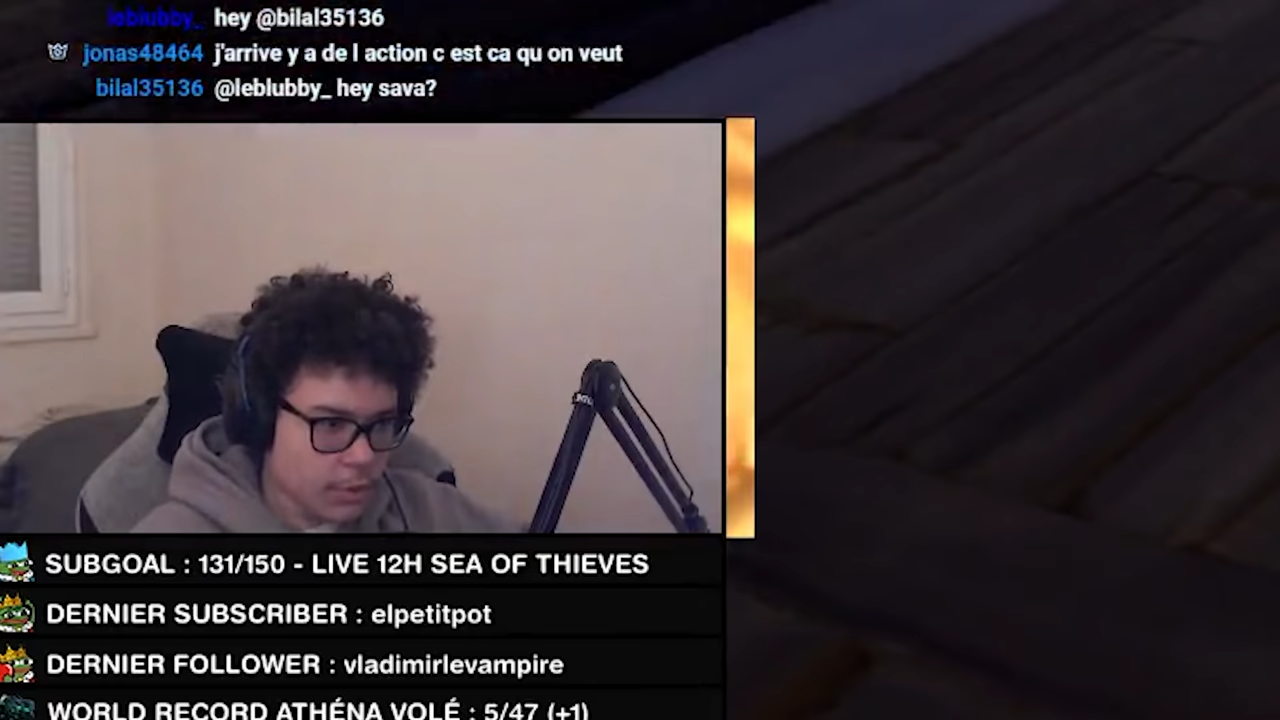 leblubby_ hey @bilal35136
jonas48464 j'arrive y a de l action c est ca qu on veut
bilal35136 @leblubby_ hey sava?
SUBGOAL : 131/150 - LIVE 12H SEA OF THIEVES
DERNIER SUBSCRIBER : elpetitpot
DERNIER FOLLOWER : vladimirlevampire
WORLD RECORD ATHÉNA VOLÉ : 5/47 (+1)